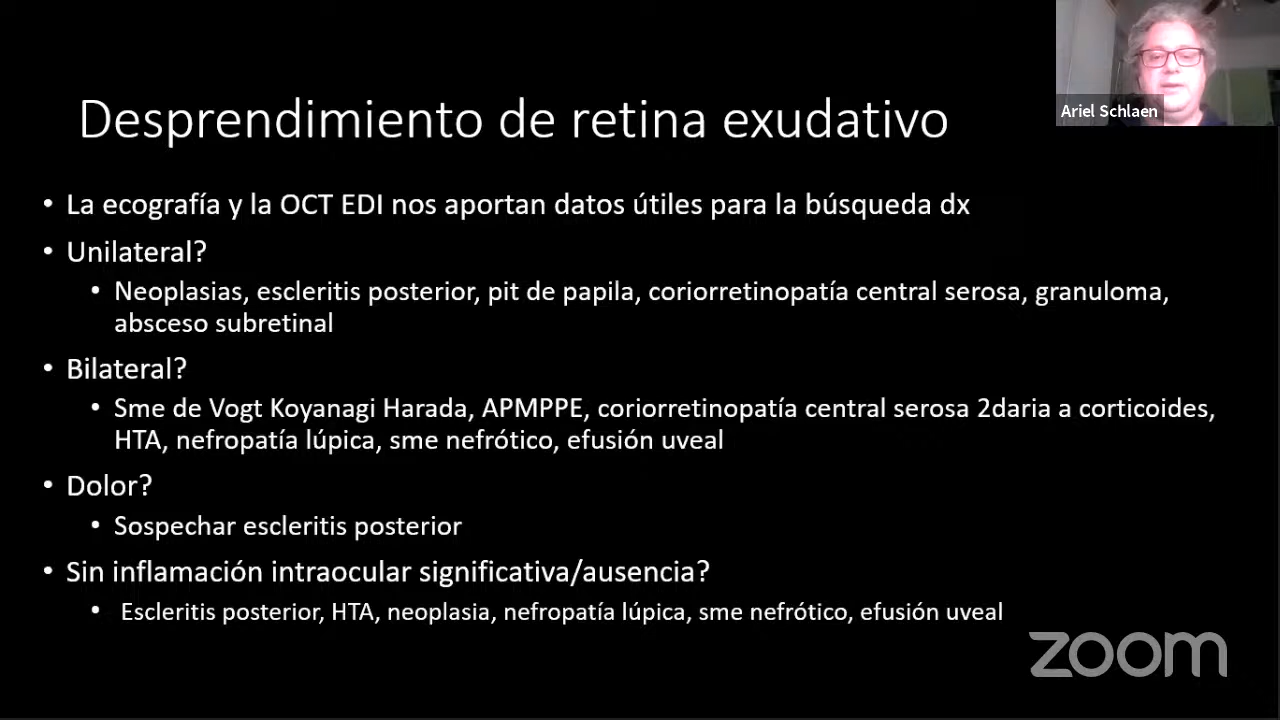 Ariel Schlaen
Desprendimiento de retina exudativo
• La ecografía y la OCT EDI nos aportan datos útiles para la búsqueda dx
• Unilateral?
• Neoplasias, escleritis posterior, pit de papila, coriorretinopatía central serosa, granuloma,
absceso subretinal
• Bilateral?
• Sme de Vogt Koyanagi Harada, APMPPE, coriorretinopatía central serosa 2daria a corticoides,
HTA, nefropatía lúpica, sme nefrótico, efusión uveal
• Dolor?
• Sospechar escleritis posterior
• Sin inflamación intraocular significativa/ausencia?
• Escleritis posterior, HTA, neoplasia, nefropatía lúpica, sme nefrótico, efusión uveal
zoom